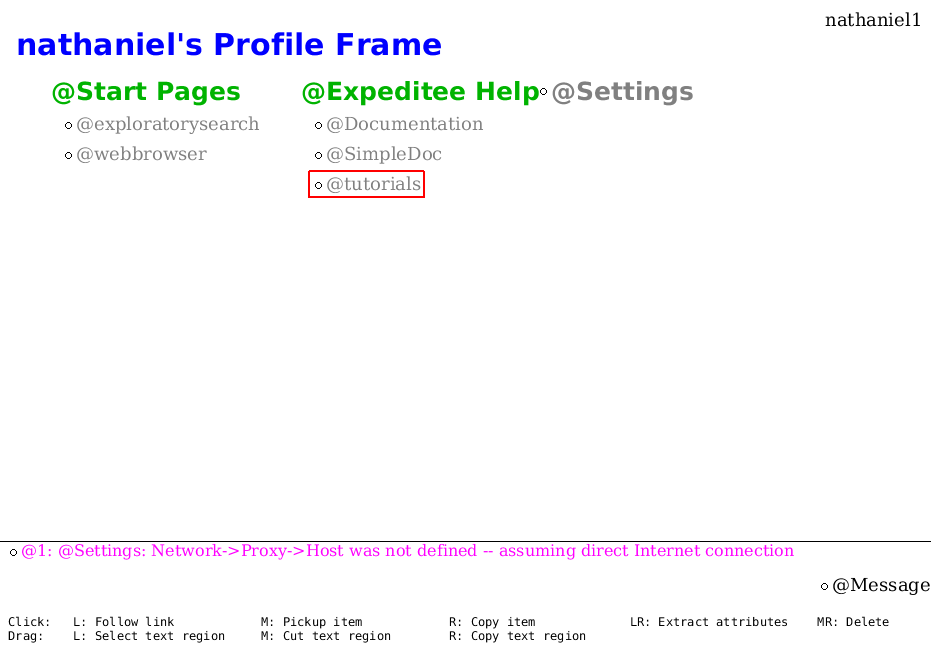 nathaniel1
nathaniel's Profile Frame
@Start Pages
@exploratorysearch
@webbrowser
@Expeditee Help
@Documentation
@SimpleDoc
@tutorials
@Settings
@1: @Settings: Network->Proxy->Host was not defined -- assuming direct Internet connection
@Message
Click: L: Follow link M: Pickup item R: Copy item LR: Extract attributes MR: Delete
Drag: L: Select text region M: Cut text region R: Copy text region